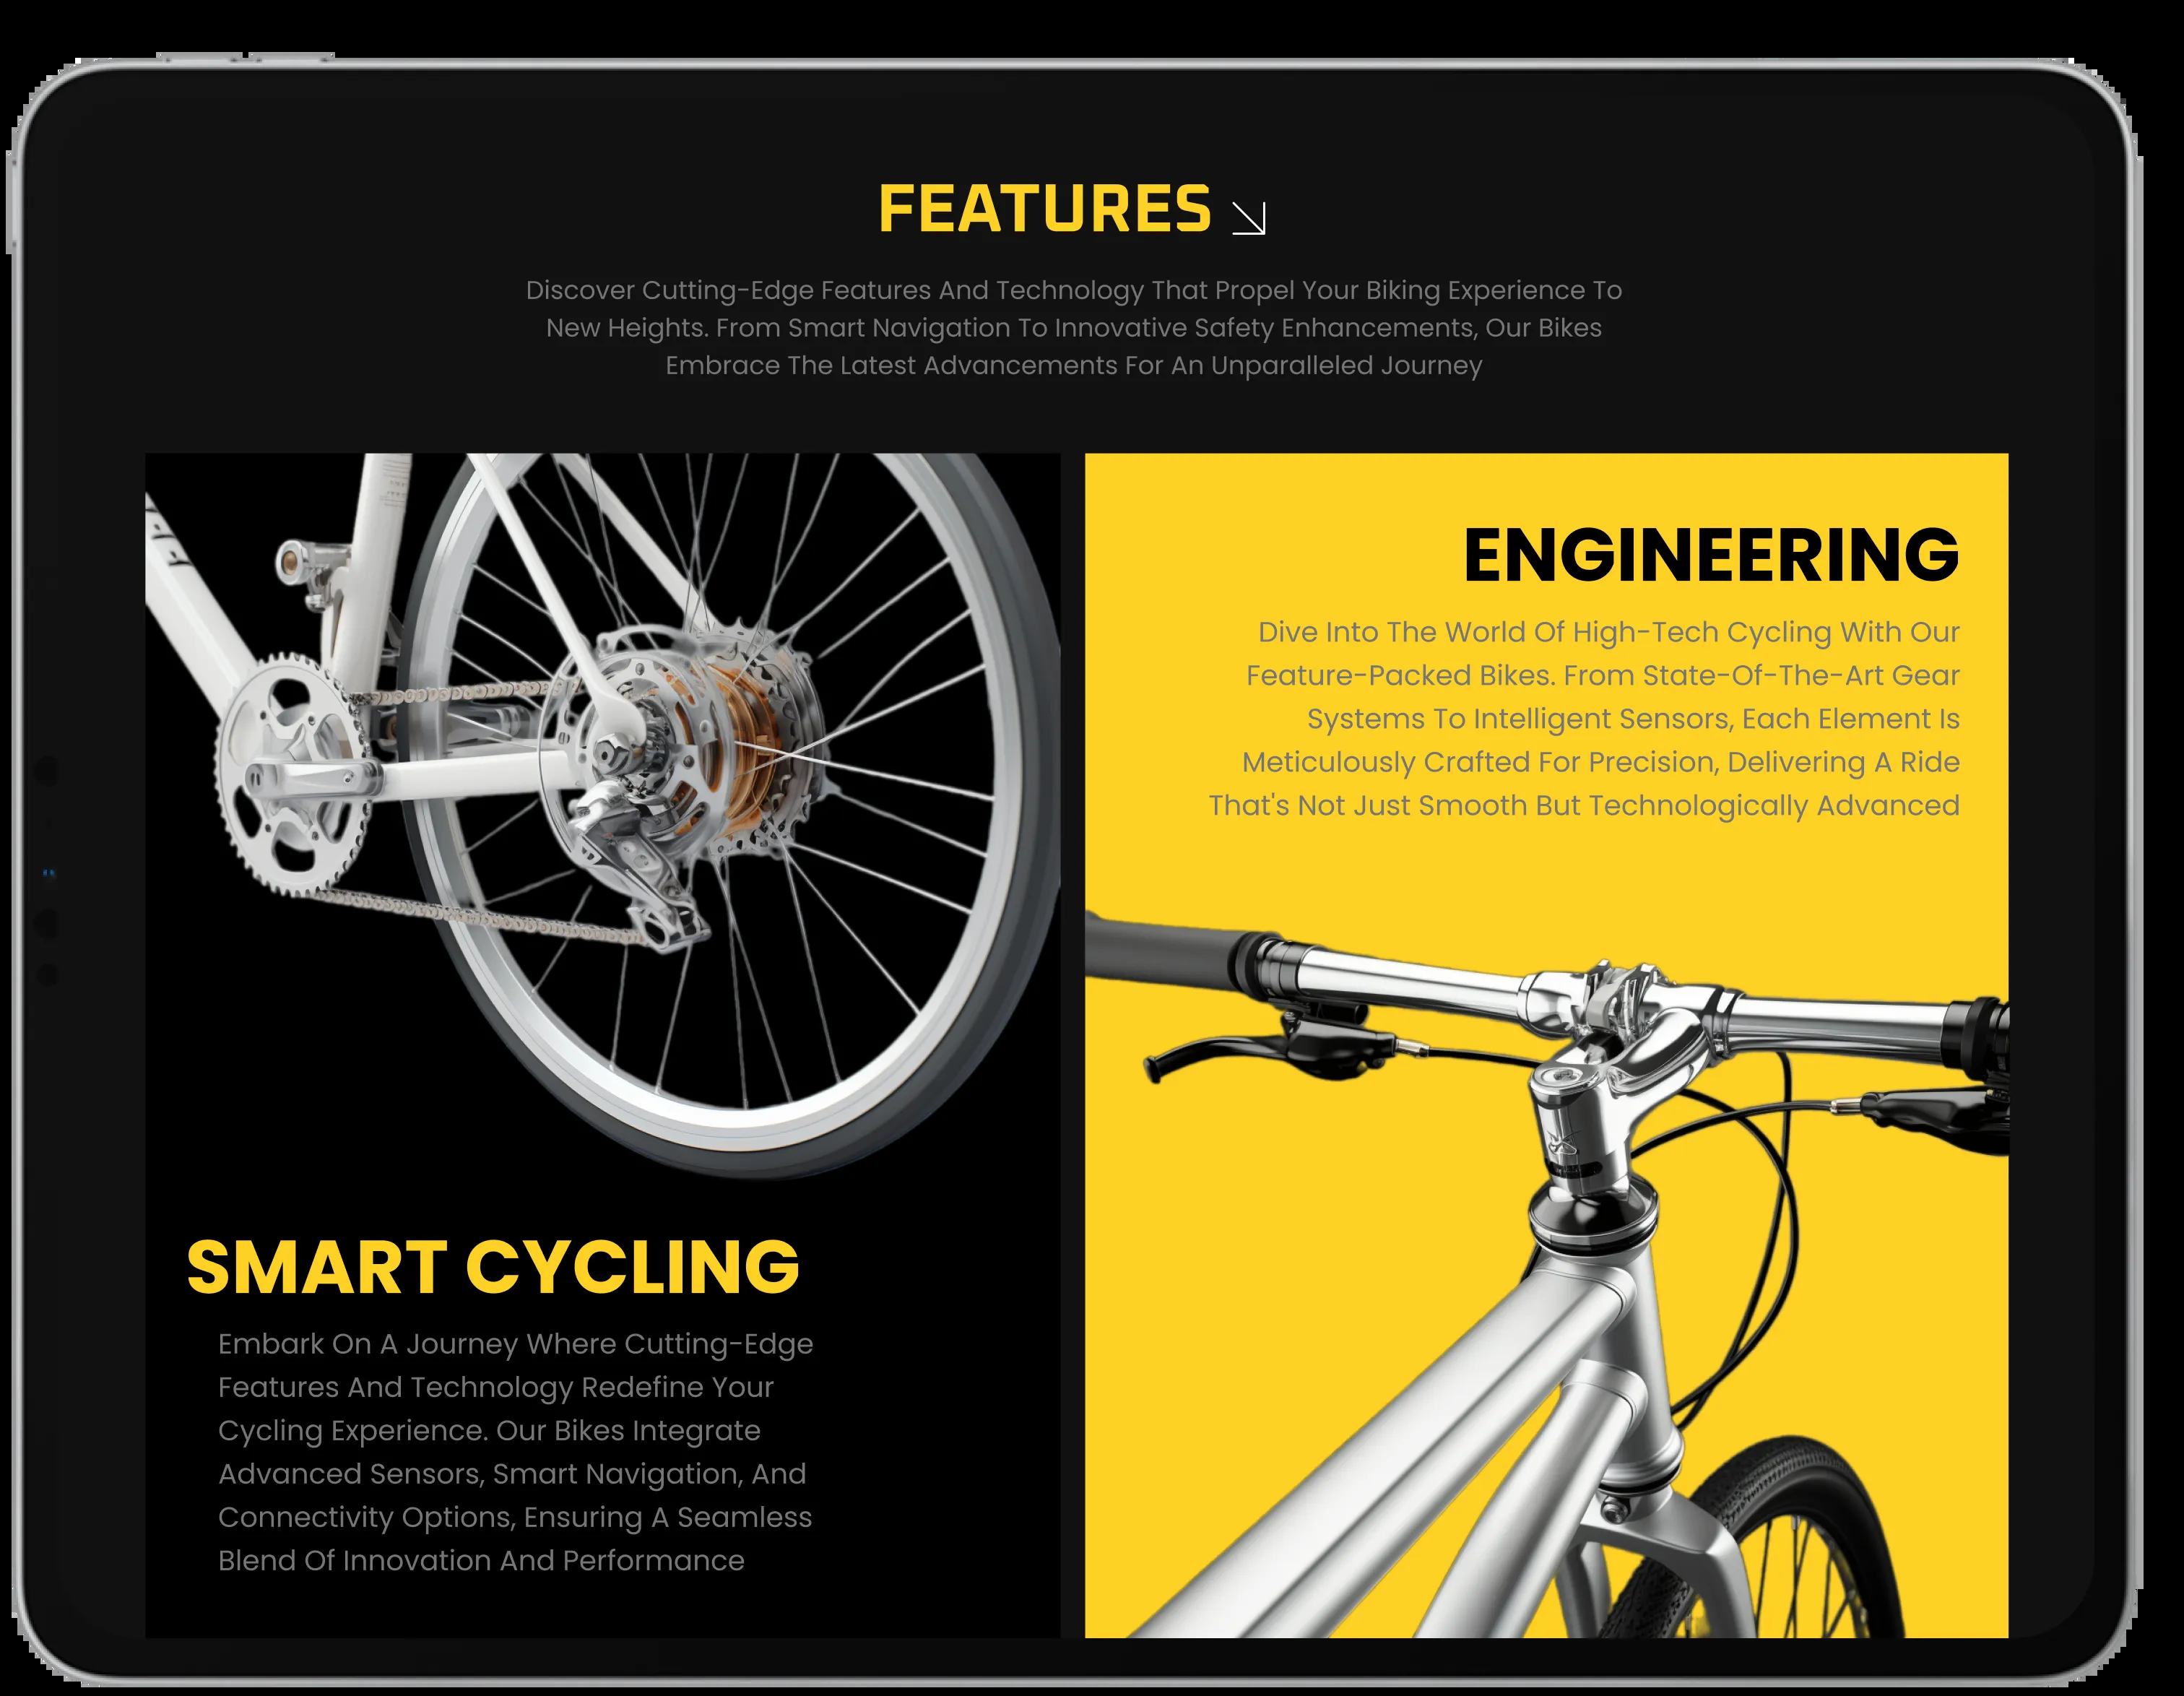 FEATURES
Discover Cutting-Edge Features And Technology That Propel Your Biking Experience To
New Heights. From Smart Navigation To Innovative Safety Enhancements, Our Bikes
Embrace The Latest Advancements For An Unparalleled Journey
ENGINEERING
Dive Into The World Of High-Tech Cycling With Our
Feature-Packed Bikes. From State-Of-The-Art Gear
Systems To Intelligent Sensors, Each Element Is
Meticulously Crafted For Precision, Delivering A Ride
That's Not Just Smooth But Technologically Advanced
SMART CYCLING
Embark On A Journey Where Cutting-Edge
Features And Technology Redefine Your
Cycling Experience. Our Bikes Integrate
Advanced Sensors, Smart Navigation, And
Connectivity Options, Ensuring A Seamless
Blend Of Innovation And Performance